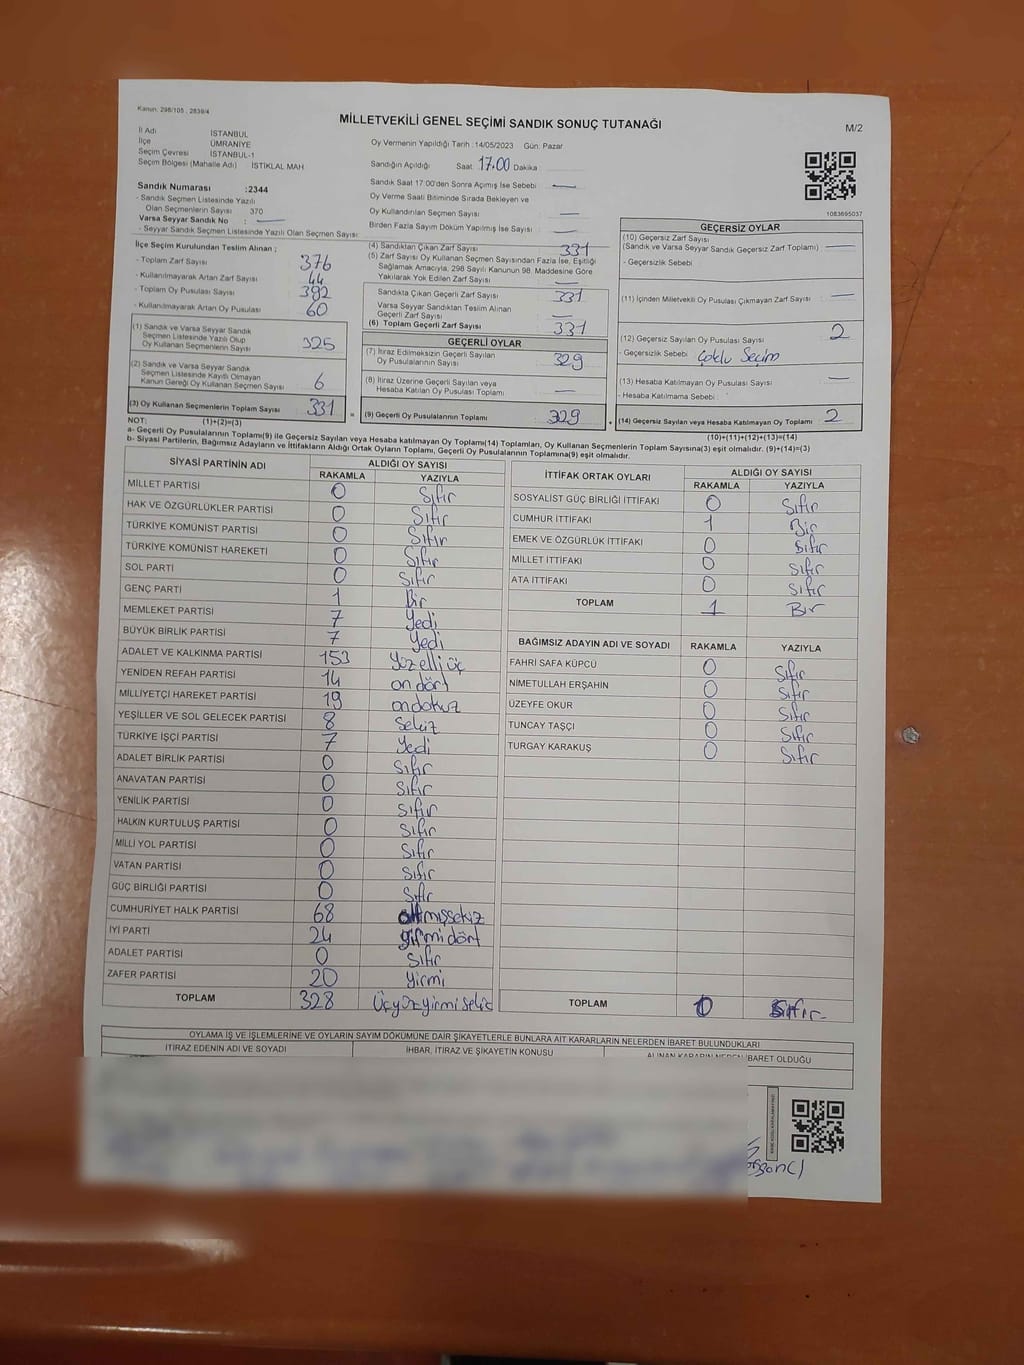 Kanun. 298/105 , 2839/4
MİLLETVEKİLİ GENEL SEÇİMİ SANDIK SONUÇ TUTANAĞI
M/2
İl Adı İSTANBUL
İlçe ÜMRANİYE
Seçim Çevresi İSTANBUL-1
Seçim Bölgesi (Mahalle Adı) : İSTİKLAL MAH
Oy Vermenin Yapıldığı Tarih :14/05/2023 Gün: Pazar
Sandığın Açıldığı Saat: 17.00 Dakika :
Sandık Saat 17:00'den Sonra Açımış İse Sebebi : —
Oy Verme Saati Bitiminde Sırada Bekleyen ve
Oy Kullandırılan Seçmen Sayısı : —
Birden Fazla Sayım Döküm Yapılmış İse Sayısı : —
1083695037
Sandık Numarası :2344
- Sandık Seçmen Listesinde Yazılı
Olan Seçmenlerin Sayısı 370
Varsa Seyyar Sandık No : —
- Seyyar Sandık Seçmen Listesinde Yazılı Olan Seçmen Sayısı:
İlçe Seçim Kurulundan Teslim Alınan ;
- Toplam Zarf Sayısı : 376
- Kullanılmayarak Artan Zarf Sayısı : 44
- Toplam Oy Pusulası Sayısı : 392
- Kullanılmayarak Artan Oy Pusulası : 60
(1) Sandık ve Varsa Seyyar Sandık
Seçmen Listesinde Yazılı Olup
Oy Kullanan Seçmenlerin Sayısı : 325
(2) Sandık ve Varsa Seyyar Sandık
Seçmen Listesinde Kayıtlı Olmayan
Kanun Gereği Oy Kullanan Seçmen Sayısı : 6
(3) Oy Kullanan Seçmenlerin Toplam Sayısı : 331
(4) Sandıktan Çıkan Zarf Sayısı : 331
(5) Zarf Sayısı Oy Kullanan Seçmen Sayısından Fazla İse, Eşitliği
Sağlamak Amacıyla; 298 Sayılı Kanunun 98. Maddesine Göre
Yakılarak Yok Edilen Zarf Sayısı : —
Sandıkta Çıkan Geçerli Zarf Sayısı : 331
Varsa Seyyar Sandıktan Teslim Alınan
Geçerli Zarf Sayısı : —
(6) Toplam Geçerli Zarf Sayısı : 331
GEÇERLİ OYLAR
(7) İtiraz Edilmeksizin Geçerli Sayılan
Oy Pusulalarının Sayısı : 329
(8) İtiraz Üzerine Geçerli Sayılan veya
Hesaba Katılan Oy Pusulası Toplamı : —
= (9) Geçerli Oy Pusulalarının Toplamı : 329
GEÇERSİZ OYLAR
(10) Geçersiz Zarf Sayısı
(Sandık ve Varsa Seyyar Sandık Geçersiz Zarf Toplamı) : —
- Geçersizlik Sebebi :
(11) İçinden Milletvekili Oy Pusulası Çıkmayan Zarf Sayısı : —
(12) Geçersiz Sayılan Oy Pusulası Sayısı : 2
- Geçersizlik Sebebi : Çoklu Seçim
(13) Hesaba Katılmayan Oy Pusulası Sayısı : —
- Hesaba Katılmama Sebebi :
+ (14) Geçersiz Sayılan veya Hesaba Katılmayan Oy Toplamı : 2
NOT: (1)+(2)=(3)
(10)+(11)+(12)+(13)=(14)
a- Geçerli Oy Pusulalarının Toplamı(9) ile Geçersiz Sayılan veya Hesaba Katılmayan Oy Toplamı(14) Toplamları, Oy Kullanan Seçmenlerin Toplam Sayısına(3) eşit olmalıdır. (9)+(14)=(3)
b- Siyasi Partilerin, Bağımsız Adayların ve İttifakların Aldığı Ortak Oyların Toplamı, Geçerli Oy Pusulalarının Toplamına(9) eşit olmalıdır.
SİYASİ PARTİNİN ADI ALDIĞI OY SAYISI
RAKAMLA YAZIYLA
MİLLET PARTİSİ 0 Sıfır
HAK VE ÖZGÜRLÜKLER PARTİSİ 0 Sıfır
TÜRKİYE KOMÜNİST PARTİSİ 0 Sıfır
TÜRKİYE KOMÜNİST HAREKETİ 0 Sıfır
SOL PARTİ 0 Sıfır
GENÇ PARTİ 1 Bir
MEMLEKET PARTİSİ 7 Yedi
BÜYÜK BİRLİK PARTİSİ 7 Yedi
ADALET VE KALKINMA PARTİSİ 153 Yüzelliüç
YENİDEN REFAH PARTİSİ 14 on dört
MİLLİYETÇİ HAREKET PARTİSİ 19 ondokuz
YEŞİLLER VE SOL GELECEK PARTİSİ 8 Sekiz
TÜRKİYE İŞÇİ PARTİSİ 7 Yedi
ADALET BİRLİK PARTİSİ 0 Sıfır
ANAVATAN PARTİSİ 0 Sıfır
YENİLİK PARTİSİ 0 Sıfır
HALKIN KURTULUŞ PARTİSİ 0 Sıfır
MİLLİ YOL PARTİSİ 0 Sıfır
VATAN PARTİSİ 0 Sıfır
GÜÇ BİRLİĞİ PARTİSİ 0 Sıfır
CUMHURİYET HALK PARTİSİ 68 altmışsekiz
İYİ PARTİ 24 yirmi dört
ADALET PARTİSİ 0 Sıfır
ZAFER PARTİSİ 20 Yirmi
TOPLAM 328 Üçyüzyirmisekiz
İTTİFAK ORTAK OYLARI ALDIĞI OY SAYISI
RAKAMLA YAZIYLA
SOSYALİST GÜÇ BİRLİĞİ İTTİFAKI 0 Sıfır
CUMHUR İTTİFAKI 1 Bir
EMEK VE ÖZGÜRLÜK İTTİFAKI 0 Sıfır
MİLLET İTTİFAKI 0 Sıfır
ATA İTTİFAKI 0 Sıfır
TOPLAM 1 Bir
BAĞIMSIZ ADAYIN ADI VE SOYADI RAKAMLA YAZIYLA
FAHRİ SAFA KÜPCÜ 0 Sıfır
NİMETULLAH ERŞAHİN 0 Sıfır
ÜZEYFE OKUR 0 Sıfır
TUNCAY TAŞÇI 0 Sıfır
TURGAY KARAKUŞ 0 Sıfır
TOPLAM 0 Sıfır
OYLAMA İŞ VE İŞLEMLERİNE VE OYLARIN SAYIM DÖKÜMÜNE DAİR ŞİKAYETLERLE BUNLARA AİT KARARLARIN NELERDEN İBARET BULUNDUKLARI
İTİRAZ EDENİN ADI VE SOYADI İHBAR, İTİRAZ VE ŞİKAYETİN KONUSU ALINAN KARARIN NEDEN İBARET OLDUĞU